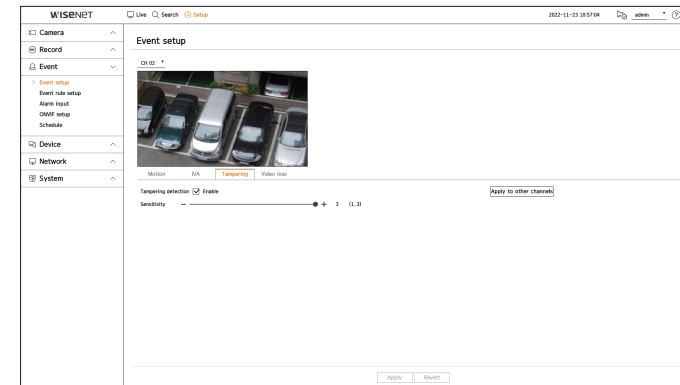 WISENET
Live Search Setup 2022-11-23 10:57:04 admin ?
Camera
Record
Event
Event setup
Event rule setup
Alarm input
ONVIF setup
Schedule
Device
Network
System
Event setup
CH 02
Motion IVA Tampering Video loss
Tampering detection Enable Apply to other channels
Sensitivity 3 (1..3)
Apply Revert